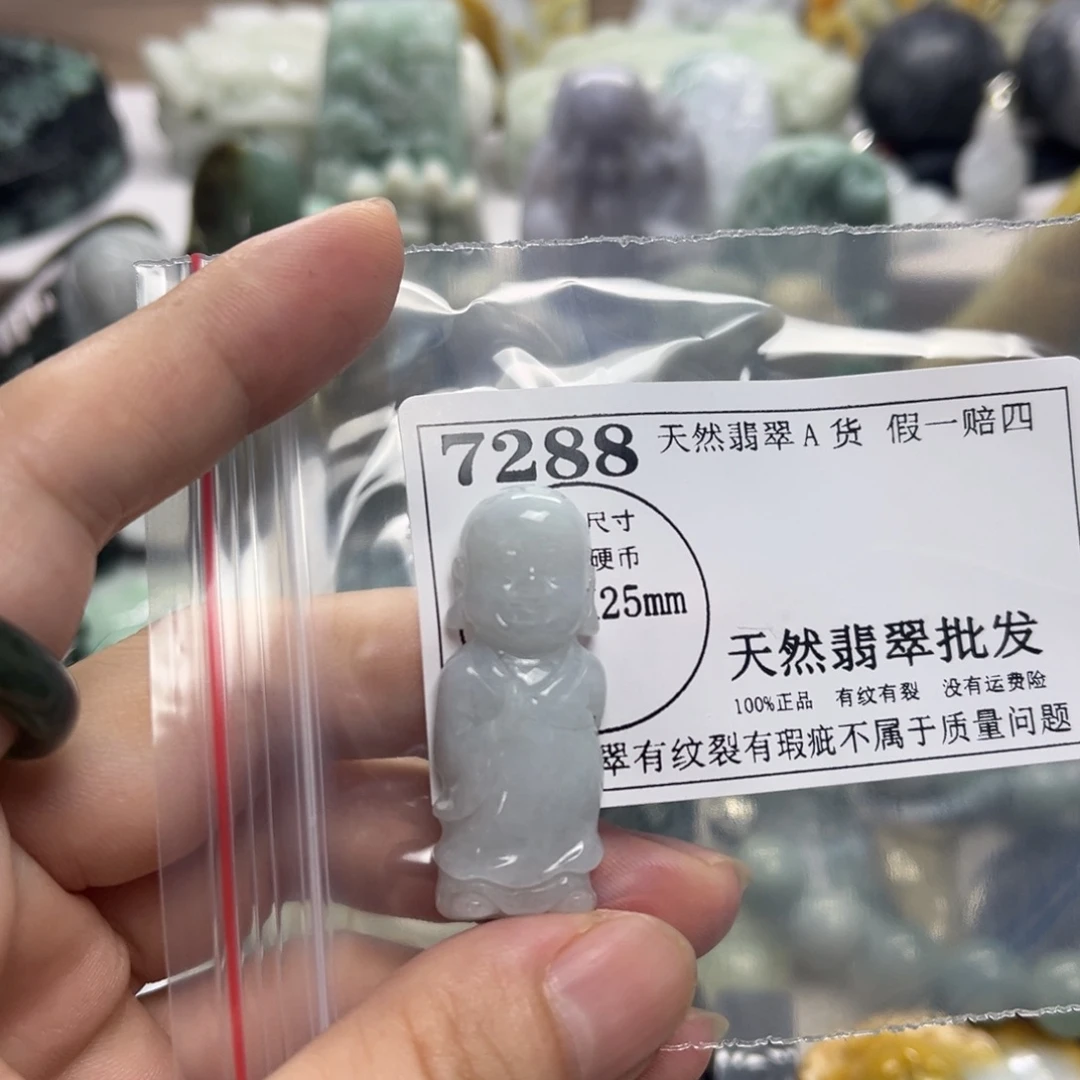 7288 天然翡翠A货 假一赔四
尺寸
硬币
25mm
天然翡翠批发
100%正品 有纹有裂 没有运费险
翠有纹裂有瑕疵不属于质量问题